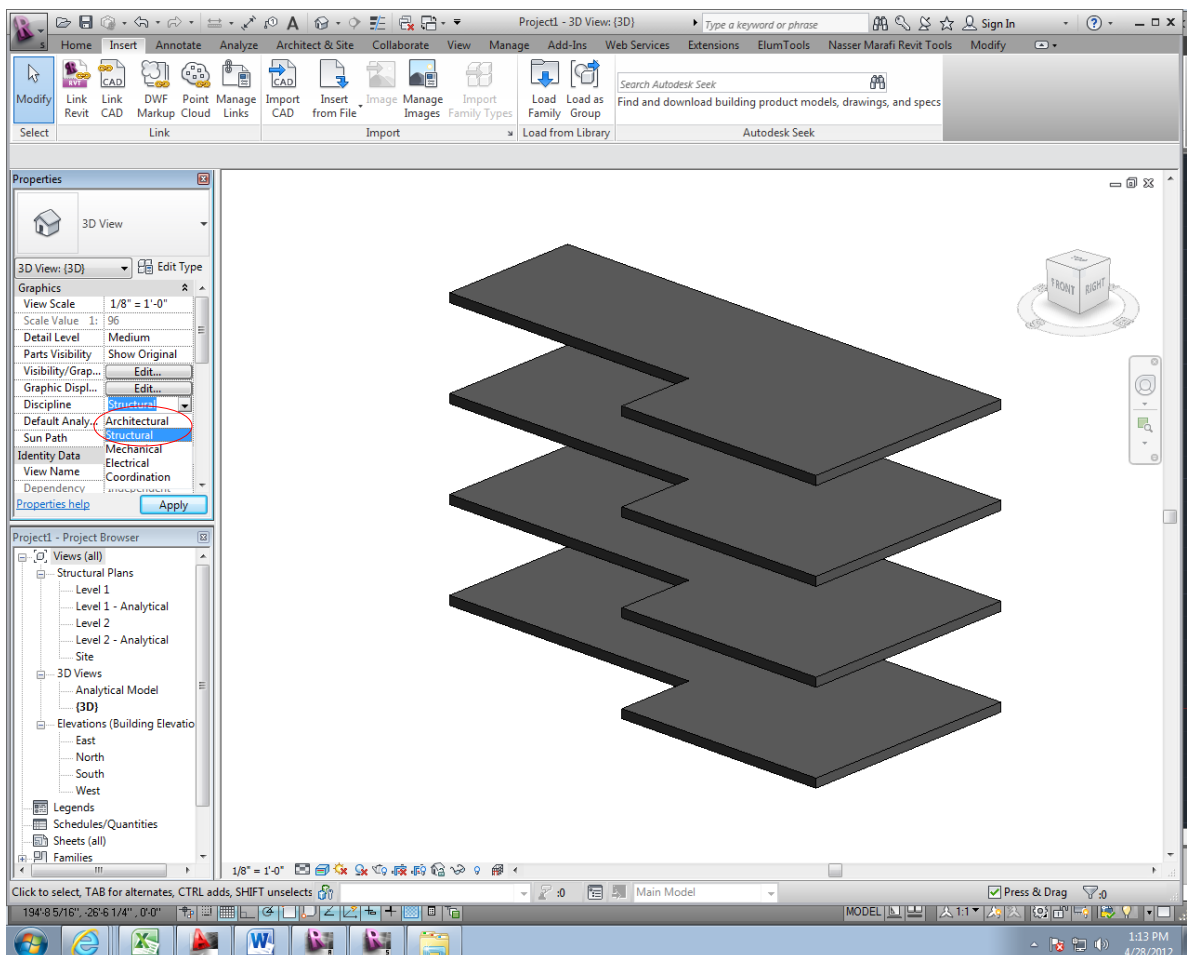 Project1 - 3D View: {3D}
Type a keyword or phrase
Sign In
Home Insert Annotate Analyze Architect & Site Collaborate View Manage Add-Ins Web Services Extensions ElumTools Nasser Marafi Revit Tools Modify
Modify
Link Revit
Link CAD
DWF Markup
Point Cloud
Manage Links
Import CAD
Insert from File
Image
Manage Images
Import Family Types
Load Family
Load as Group
Search Autodesk Seek
Find and download building product models, drawings, and specs
Select Link Import Load from Library Autodesk Seek
Properties
3D View
3D View: {3D} Edit Type
Graphics
View Scale 1/8" = 1'-0"
Scale Value 1: 96
Detail Level Medium
Parts Visibility Show Original
Visibility/Grap... Edit...
Graphic Displ... Edit...
Discipline Structural
Default Analy... Architectural
Sun Path Structural
Mechanical
Identity Data Electrical
View Name Coordination
Dependency Independent
Properties help Apply
Project1 - Project Browser
Views (all)
Structural Plans
Level 1
Level 1 - Analytical
Level 2
Level 2 - Analytical
Site
3D Views
Analytical Model
{3D}
Elevations (Building Elevatio
East
North
South
West
Legends
Schedules/Quantities
Sheets (all)
Families
FRONT RIGHT
1/8" = 1'-0"
Click to select, TAB for alternates, CTRL adds, SHIFT unselects :0 Main Model Press & Drag :0
194'-8 5/16", -26'-6 1/4" , 0'-0" MODEL 1:1
1:13 PM
4/28/2012